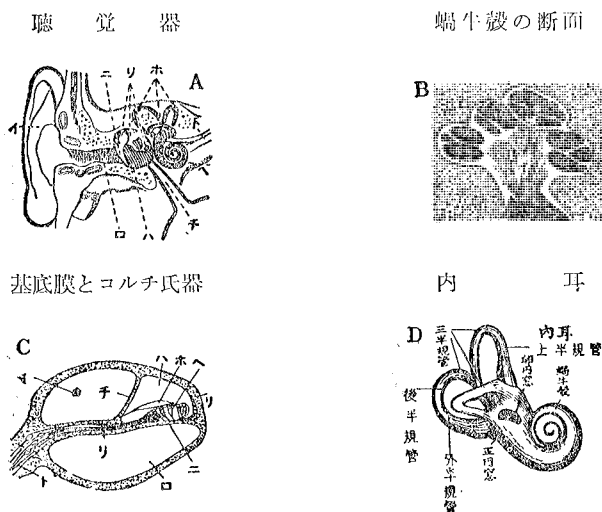 聴覚器
蝸牛殻の断面
A
ニ リ ホ
イ
ヘ
チ
ロ ハ
B
基底膜とコルチ氏器
内耳
C
ハ ホ ヘ
イ
チ
リ
リ
ニ
ト
ロ
D
三半規管
内耳
上半規管
卵円窓
蝸牛殻
後半規管
外半規管
正円窓